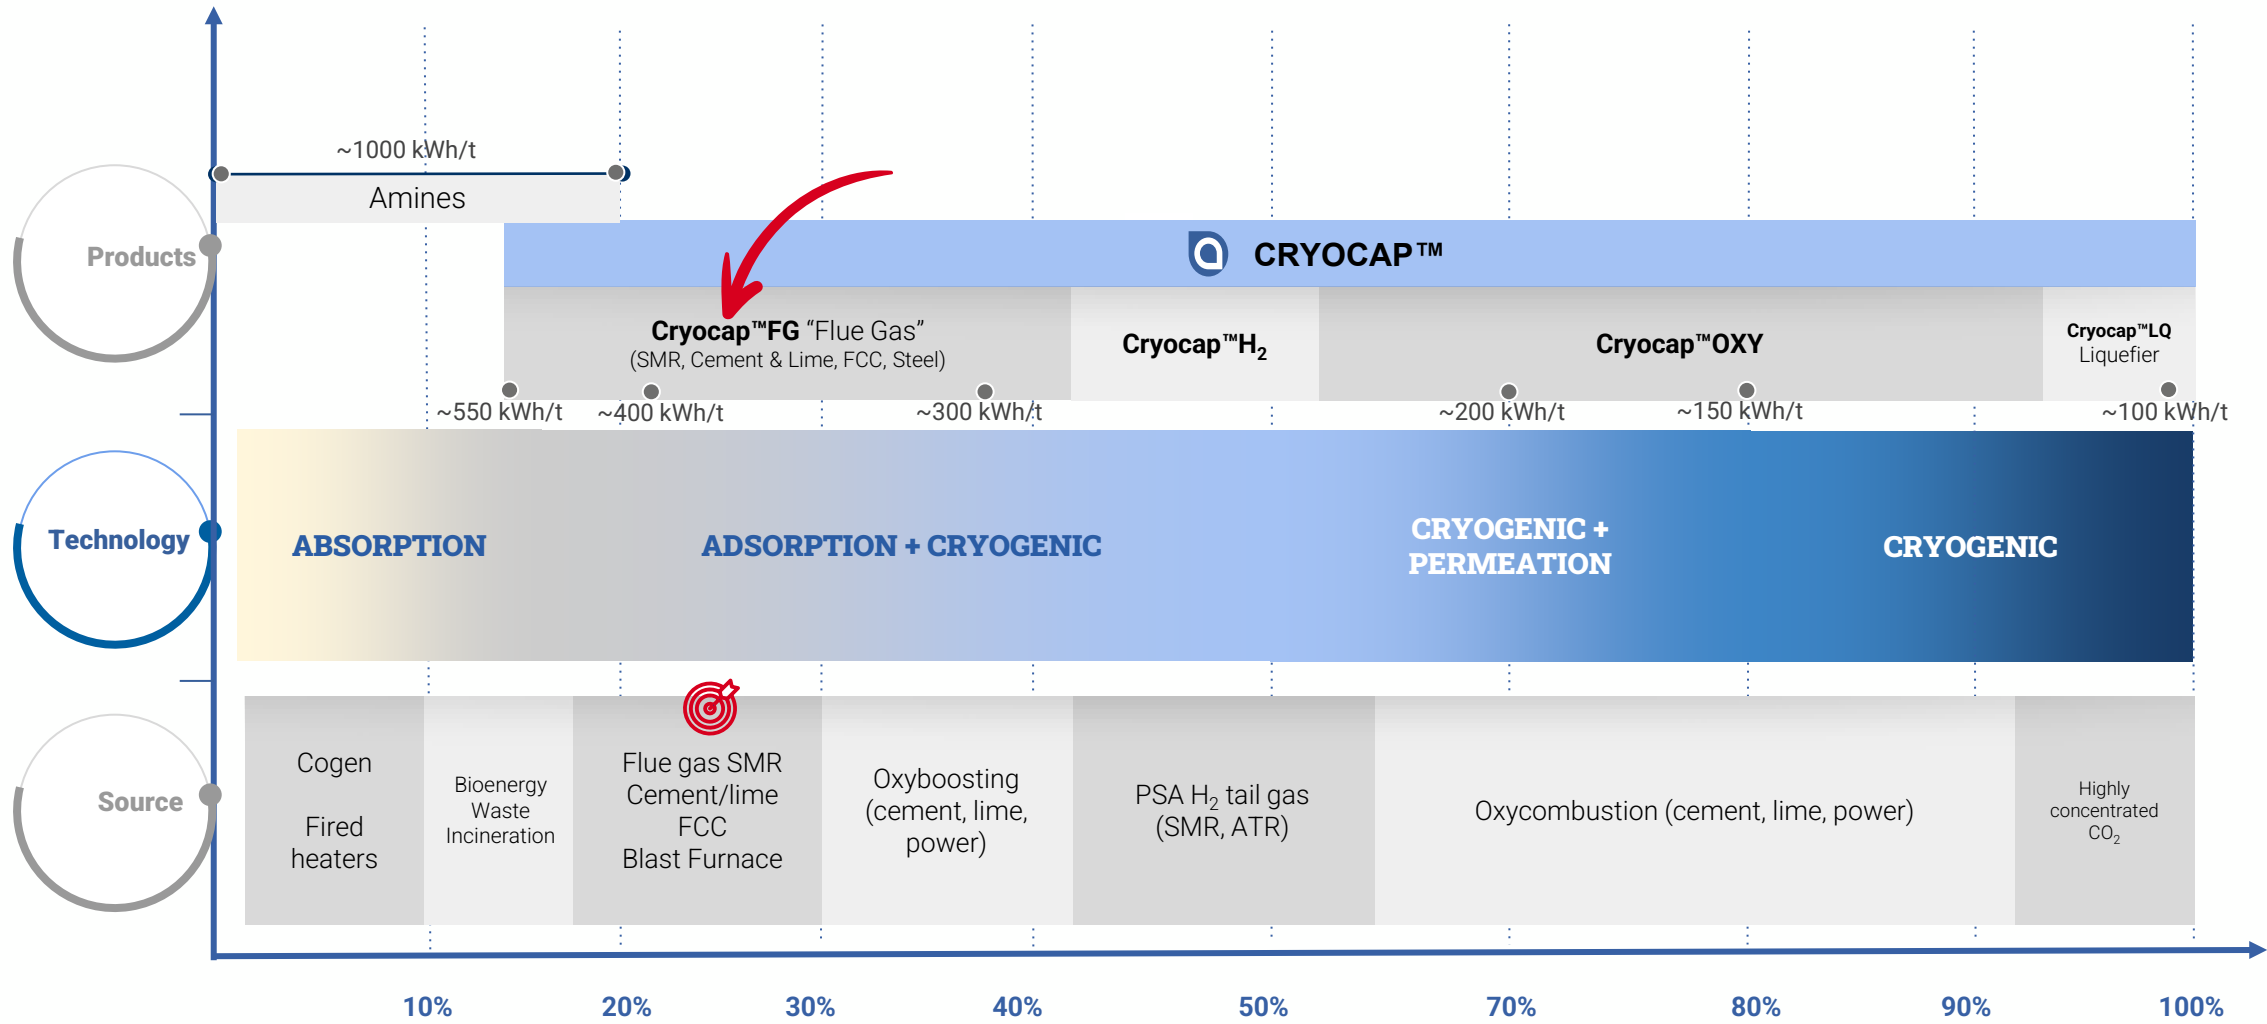 ~1000 kWh/t
Amines
Products
CRYOCAP™
Cryocap™FG “Flue Gas”
(SMR, Cement & Lime, FCC, Steel)
Cryocap™H₂
Cryocap™OXY
Cryocap™LQ
Liquefier
~550 kWh/t
~400 kWh/t
~300 kWh/t
~200 kWh/t
~150 kWh/t
~100 kWh/t
Technology
ABSORPTION
ADSORPTION + CRYOGENIC
CRYOGENIC +
PERMEATION
CRYOGENIC
Source
Cogen
Fired
heaters
Bioenergy
Waste
Incineration
Flue gas SMR
Cement/lime
FCC
Blast Furnace
Oxyboosting
(cement, lime,
power)
PSA H₂ tail gas
(SMR, ATR)
Oxycombustion (cement, lime, power)
Highly
concentrated
CO₂
10%
20%
30%
40%
50%
70%
80%
90%
100%